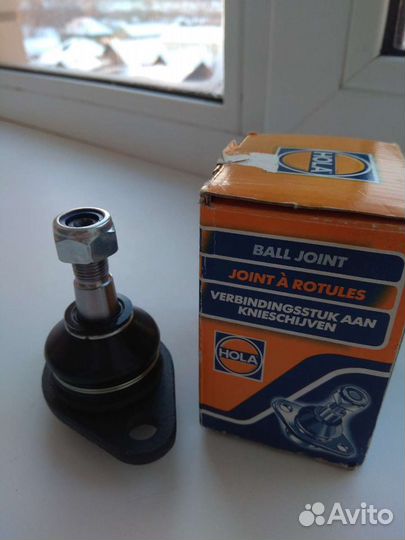 HOLA
BALL JOINT
JOINT À ROTULES
VERBINDINGSSTUK AAN
KNIESCHIJVEN
HOLA
Avito